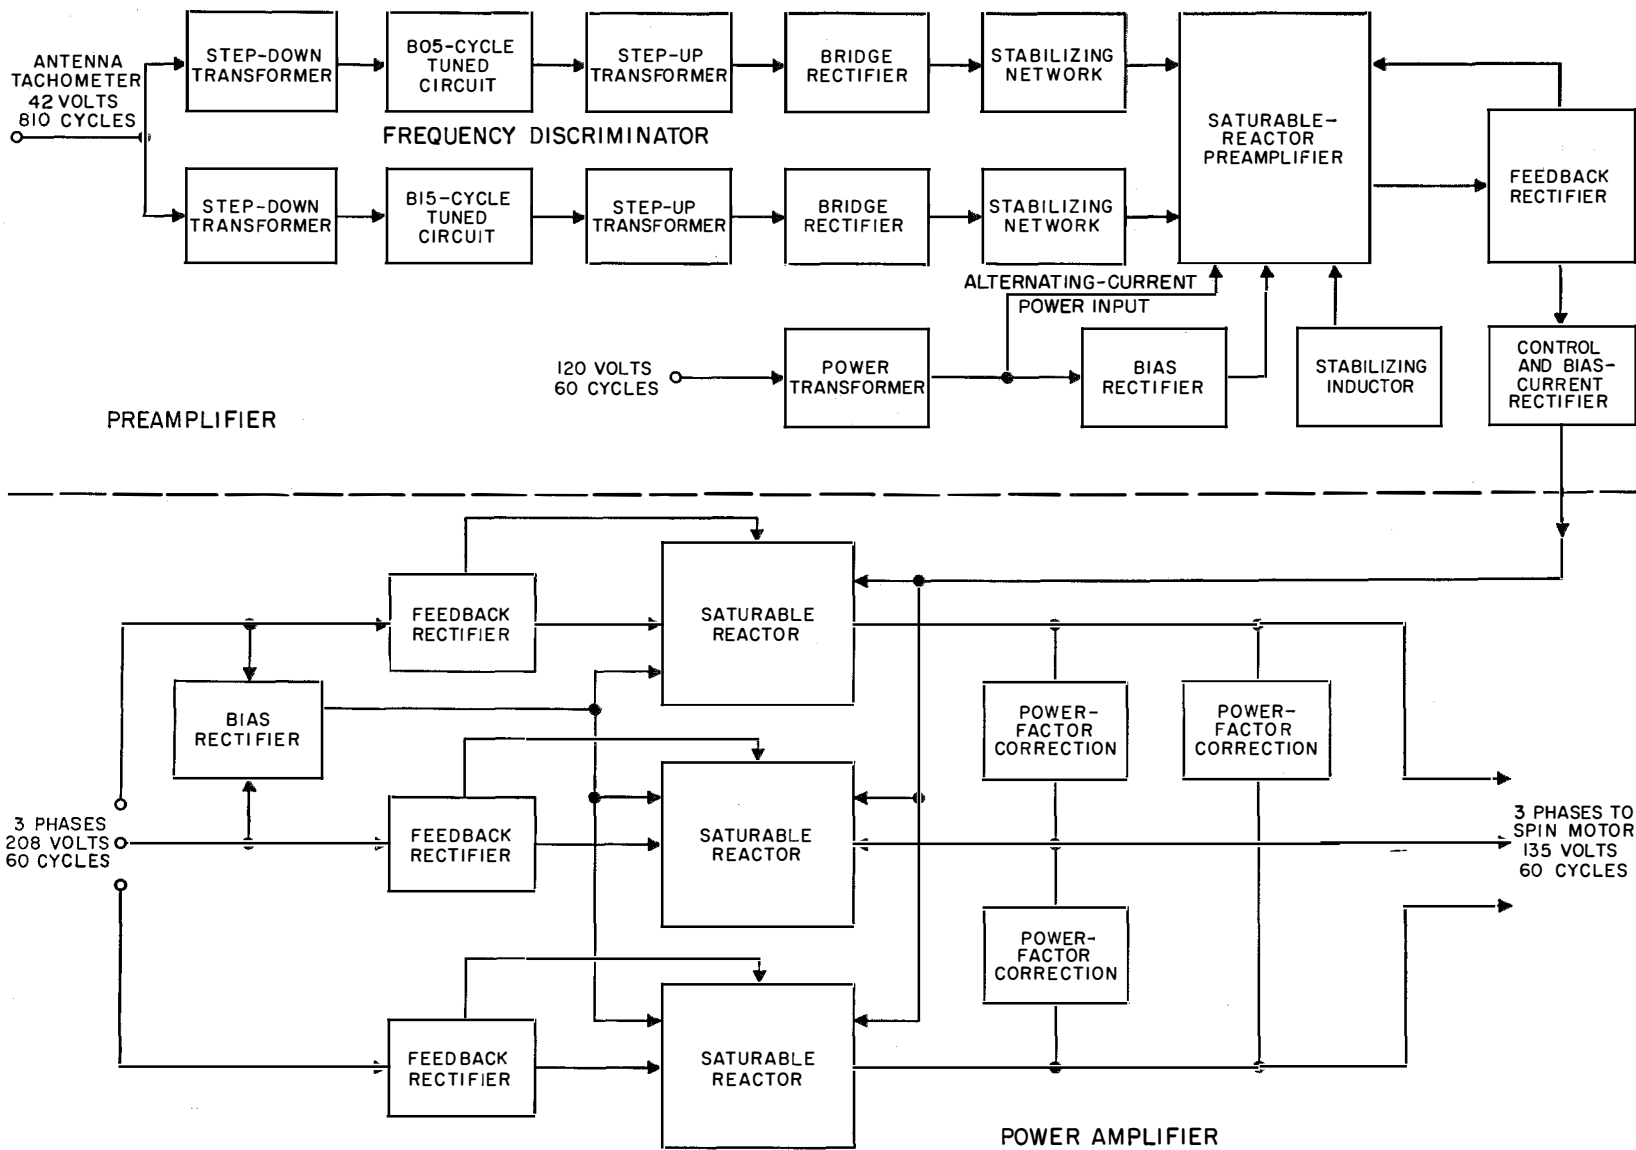 ANTENNA
TACHOMETER
42 VOLTS
810 CYCLES
STEP-DOWN
TRANSFORMER
B05-CYCLE
TUNED
CIRCUIT
STEP-UP
TRANSFORMER
BRIDGE
RECTIFIER
STABILIZING
NETWORK
SATURABLE-
REACTOR
PREAMPLIFIER
FEEDBACK
RECTIFIER
FREQUENCY DISCRIMINATOR
STEP-DOWN
TRANSFORMER
B15-CYCLE
TUNED
CIRCUIT
STEP-UP
TRANSFORMER
BRIDGE
RECTIFIER
STABILIZING
NETWORK
ALTERNATING-CURRENT
POWER INPUT
120 VOLTS
60 CYCLES
POWER
TRANSFORMER
BIAS
RECTIFIER
STABILIZING
INDUCTOR
CONTROL
AND BIAS-
CURRENT
RECTIFIER
PREAMPLIFIER
FEEDBACK
RECTIFIER
SATURABLE
REACTOR
BIAS
RECTIFIER
POWER-
FACTOR
CORRECTION
POWER-
FACTOR
CORRECTION
3 PHASES
208 VOLTS
60 CYCLES
FEEDBACK
RECTIFIER
SATURABLE
REACTOR
3 PHASES TO
SPIN MOTOR
135 VOLTS
60 CYCLES
POWER-
FACTOR
CORRECTION
FEEDBACK
RECTIFIER
SATURABLE
REACTOR
POWER AMPLIFIER